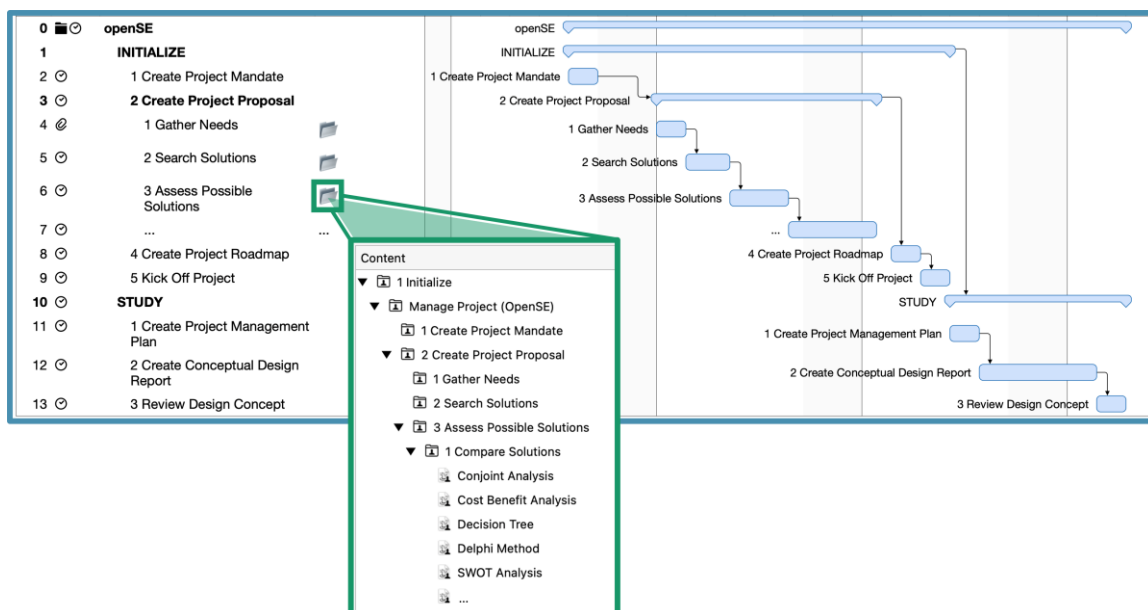 0 openSE
1 INITIALIZE
2 1 Create Project Mandate
3 2 Create Project Proposal
4 1 Gather Needs
5 2 Search Solutions
6 3 Assess Possible
Solutions
7 ... ...
8 4 Create Project Roadmap
9 5 Kick Off Project
10 STUDY
11 1 Create Project Management
Plan
12 2 Create Conceptual Design
Report
13 3 Review Design Concept
openSE
INITIALIZE
1 Create Project Mandate
2 Create Project Proposal
1 Gather Needs
2 Search Solutions
3 Assess Possible Solutions
...
4 Create Project Roadmap
5 Kick Off Project
STUDY
1 Create Project Management Plan
2 Create Conceptual Design Report
3 Review Design Concept
Content
1 Initialize
Manage Project (OpenSE)
1 Create Project Mandate
2 Create Project Proposal
1 Gather Needs
2 Search Solutions
3 Assess Possible Solutions
1 Compare Solutions
Conjoint Analysis
Cost Benefit Analysis
Decision Tree
Delphi Method
SWOT Analysis
...